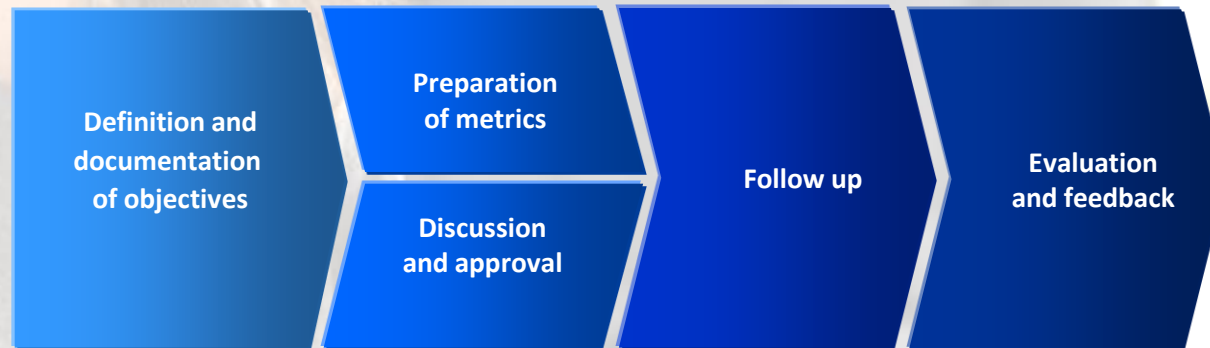 Definition and
documentation
of objectives
Preparation
of metrics
Discussion
and approval
Follow up
Evaluation
and feedback